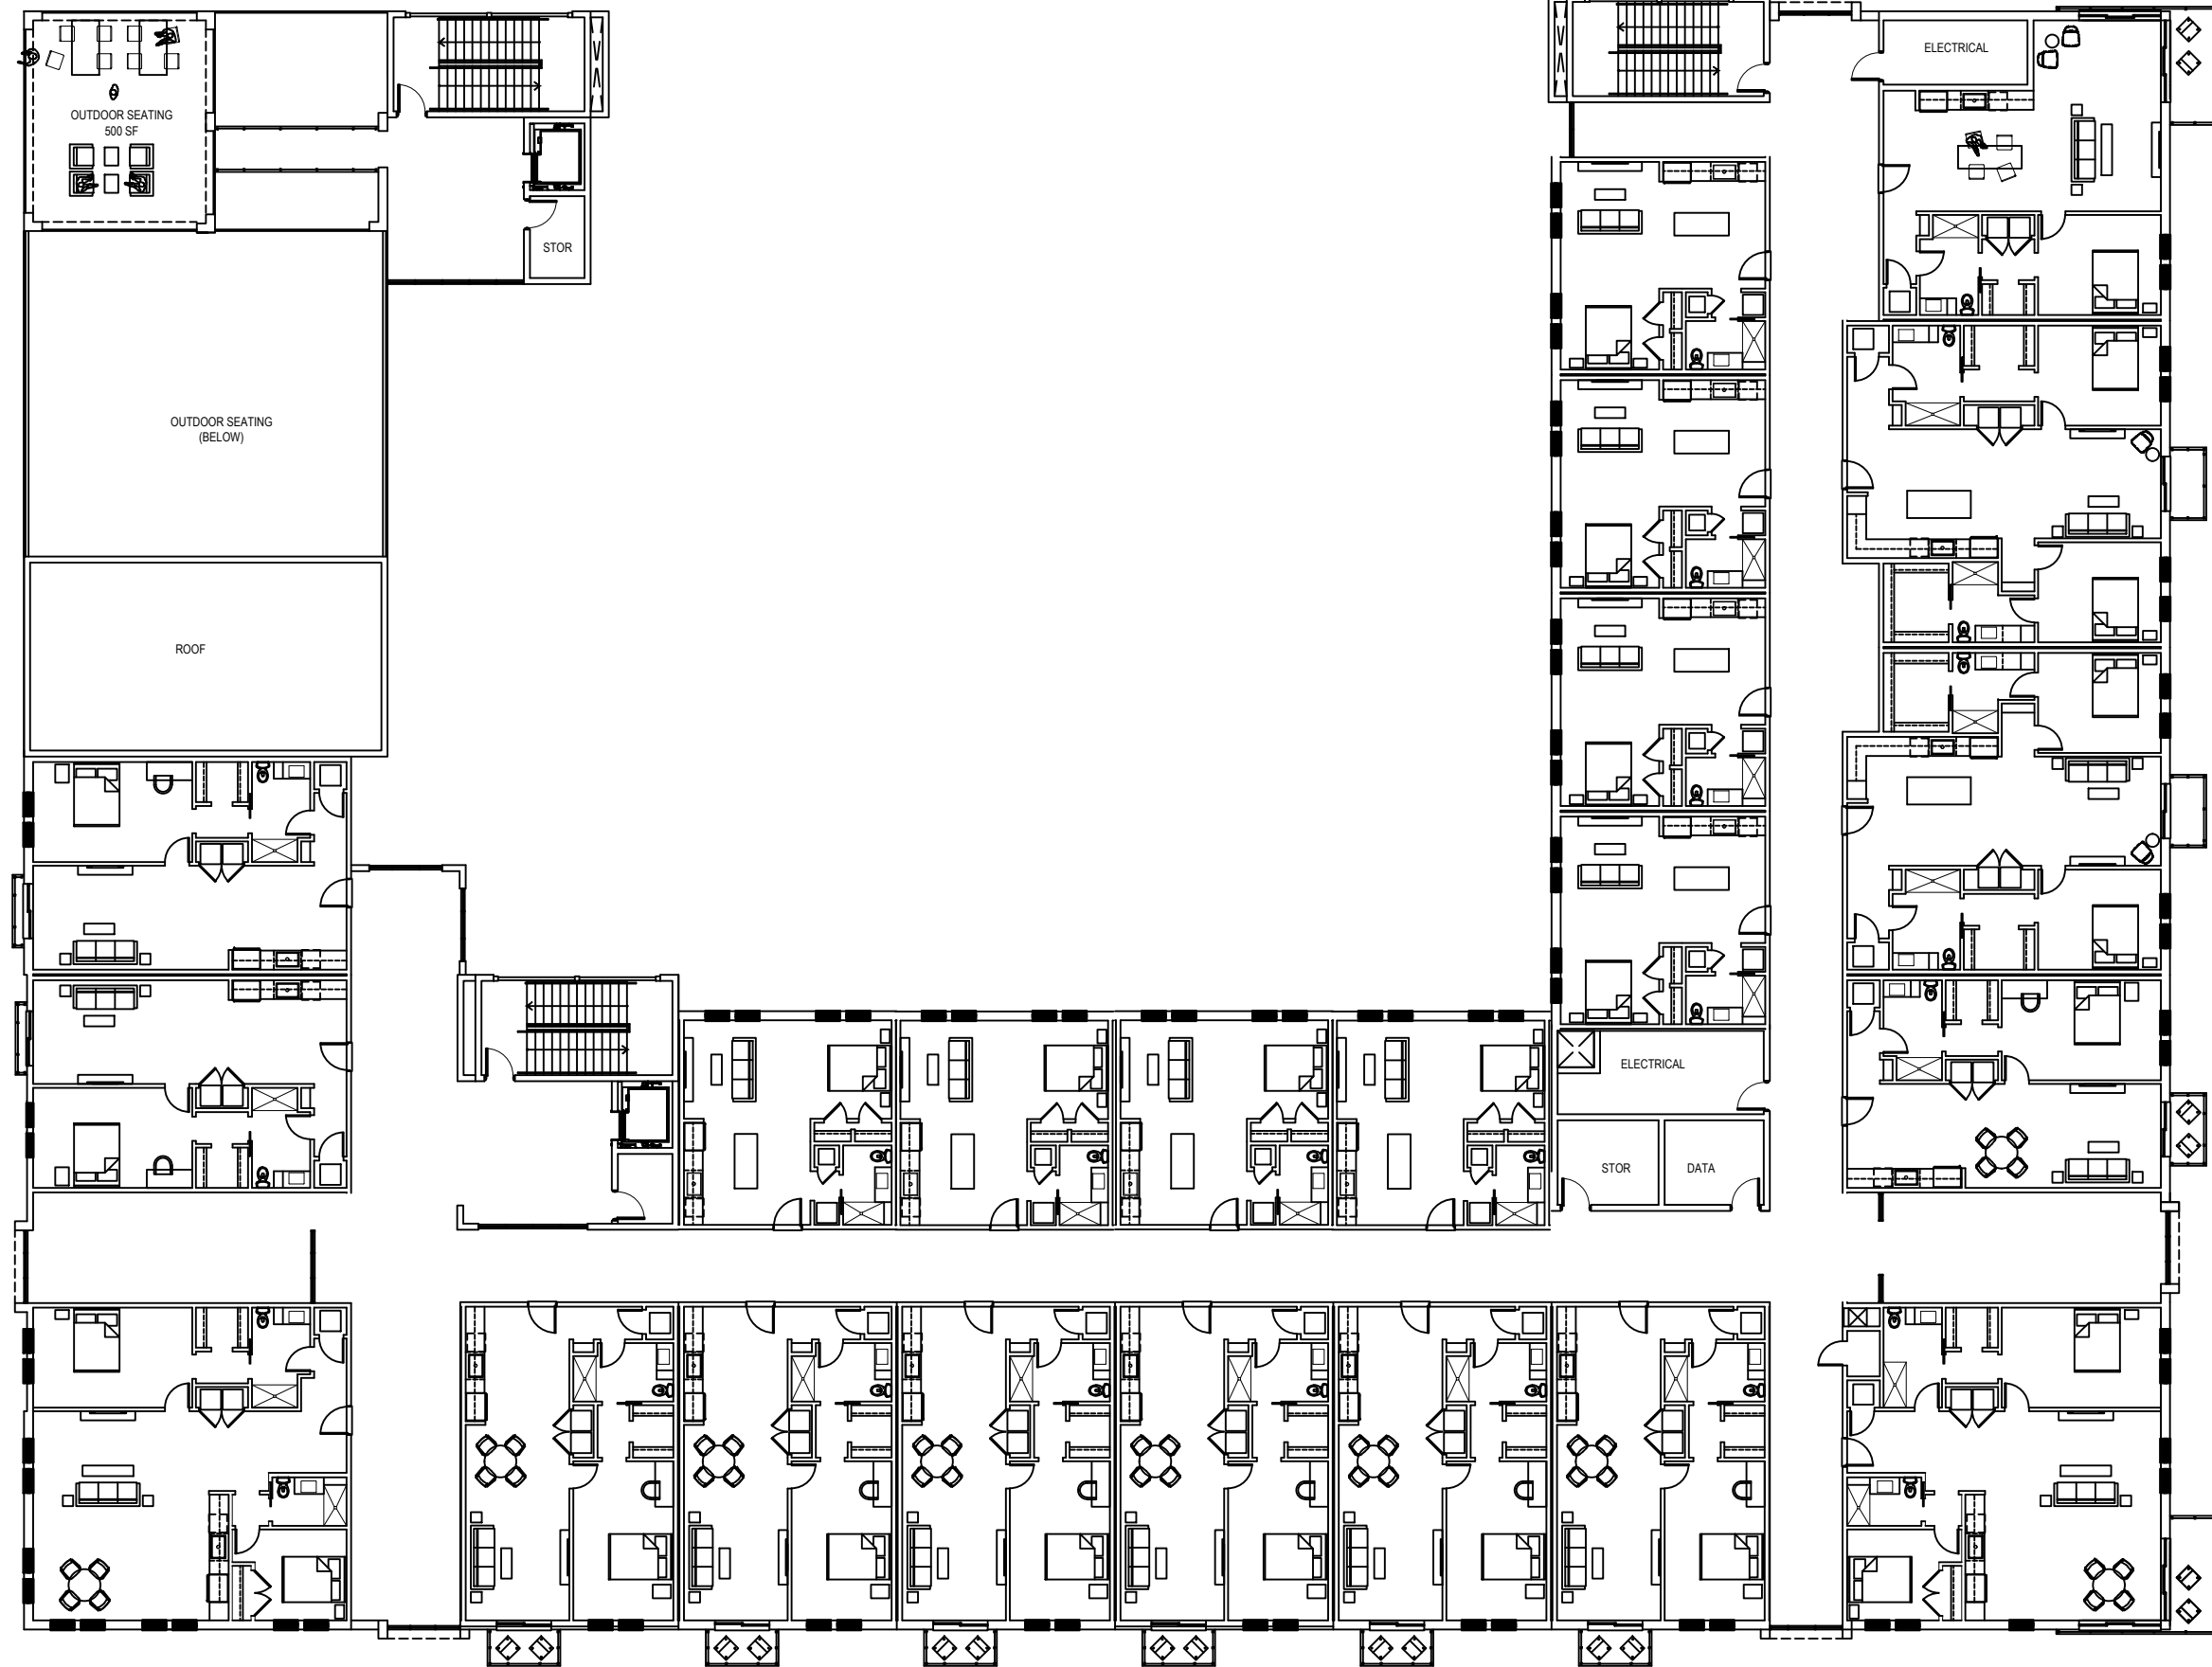 ELECTRICAL
OUTDOOR SEATING
500 SF
STOR
OUTDOOR SEATING
(BELOW)
ROOF
ELECTRICAL
STOR
DATA